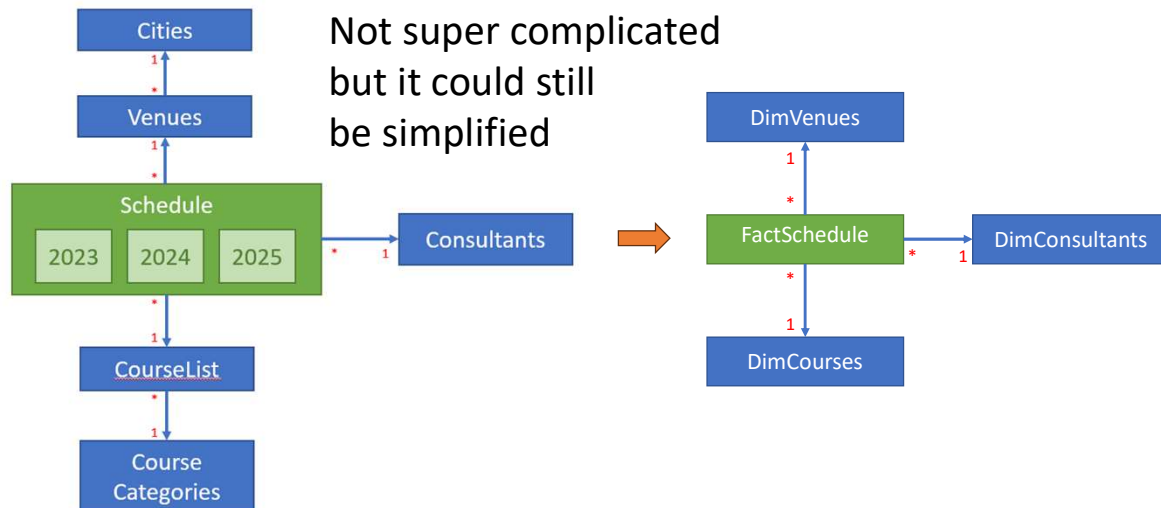 Cities
1
*
Venues
1
*
Schedule
2023
2024
2025
*
1
Consultants
*
1
CourseList
*
1
Course
Categories
Not super complicated
but it could still
be simplified
DimVenues
1
*
FactSchedule
*
1
DimConsultants
*
1
DimCourses